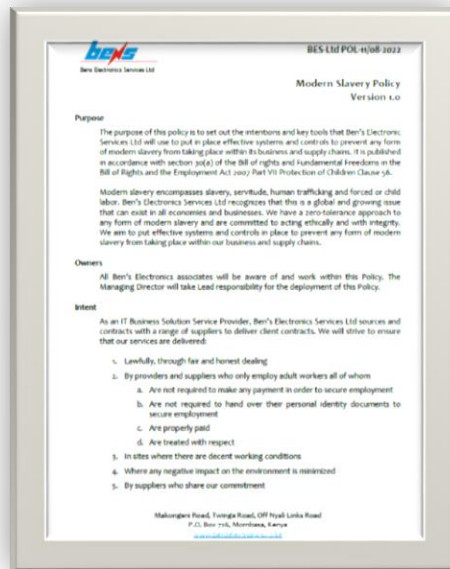 bens
Bens Electronics Services Ltd
BES-Ltd POL-11/08-2022
Modern Slavery Policy
Version 1.0
Purpose
The purpose of this policy is to set out the intentions and key tools that Ben's Electronic
Services Ltd will use to put in place effective systems and controls to prevent any form
of modern slavery from taking place within its business and supply chains. It is published
in accordance with section 30(a) of the Bill of rights and Fundamental Freedoms in the
Bill of Rights and the Employment Act 2007 Part VII Protection of Children Clause 56.
Modern slavery encompasses slavery, servitude, human trafficking and forced or child
labor. Ben's Electronics Services Ltd recognizes that this is a global and growing issue
that can exist in all economies and businesses. We have a zero-tolerance approach to
any form of modern slavery and are committed to acting ethically and with integrity.
We aim to put effective systems and controls in place to prevent any form of modern
slavery from taking place within our business and supply chains.
Owners
All Ben's Electronics associates will be aware of and work within this Policy. The
Managing Director will take Lead responsibility for the deployment of this Policy.
Intent
As an IT Business Solution Service Provider, Ben's Electronics Services Ltd sources and
contracts with a range of suppliers to deliver client contracts. We will strive to ensure
that our services are delivered:
1. Lawfully, through fair and honest dealing
2. By providers and suppliers who only employ adult workers all of whom
a. Are not required to make any payment in order to secure employment
b. Are not required to hand over their personal identity documents to
secure employment
c. Are properly paid
d. Are treated with respect
3. In sites where there are decent working conditions
4. Where any negative impact on the environment is minimized
5. By suppliers who share our commitment
Makongeni Road, Twinga Road, Off Nyali Links Road
P.O. Box 726, Mombasa, Kenya